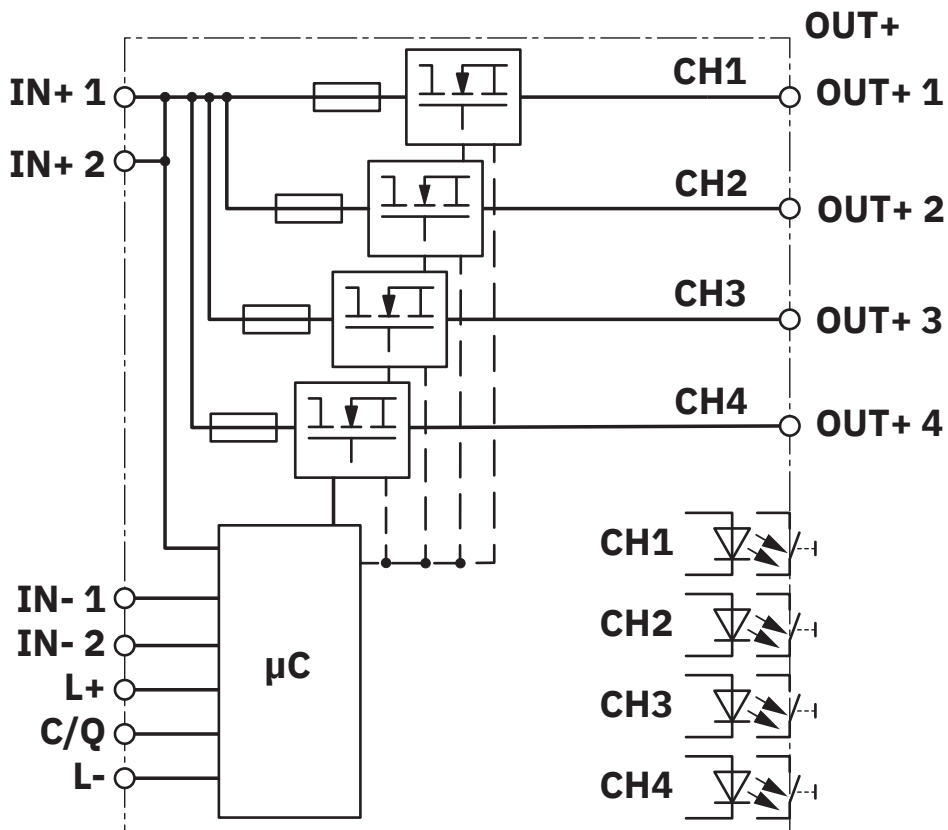 OUT+
IN+ 1
CH1
OUT+ 1
IN+ 2
CH2
OUT+ 2
CH3
OUT+ 3
CH4
OUT+ 4
CH1
IN- 1
CH2
IN- 2
µC
L+
CH3
C/Q
L-
CH4